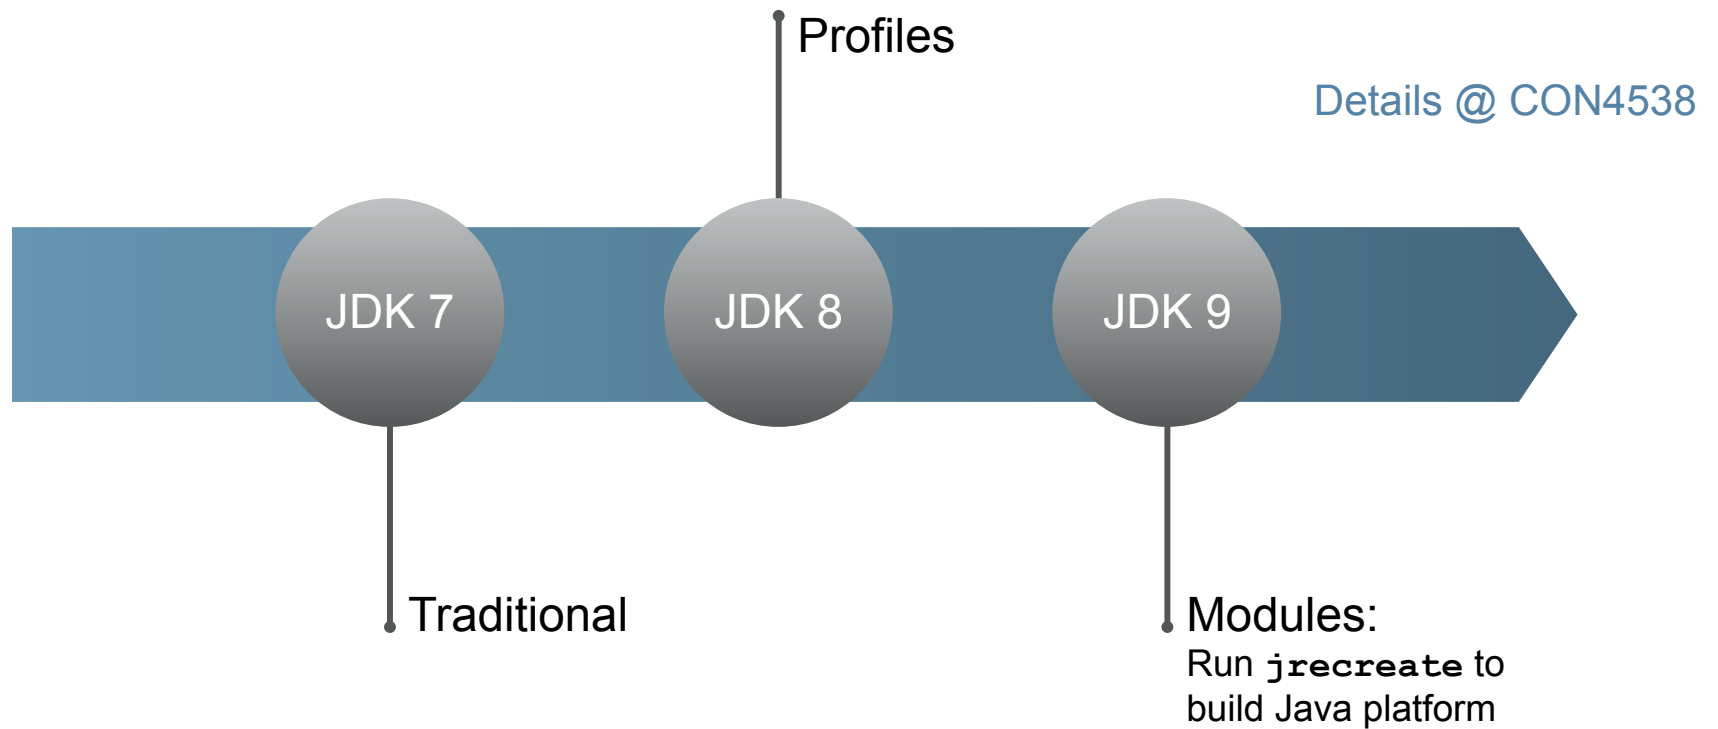 Profiles
Details @ CON4538
JDK 7
JDK 8
JDK 9
Traditional
Modules:
Run jrecreate to
build Java platform